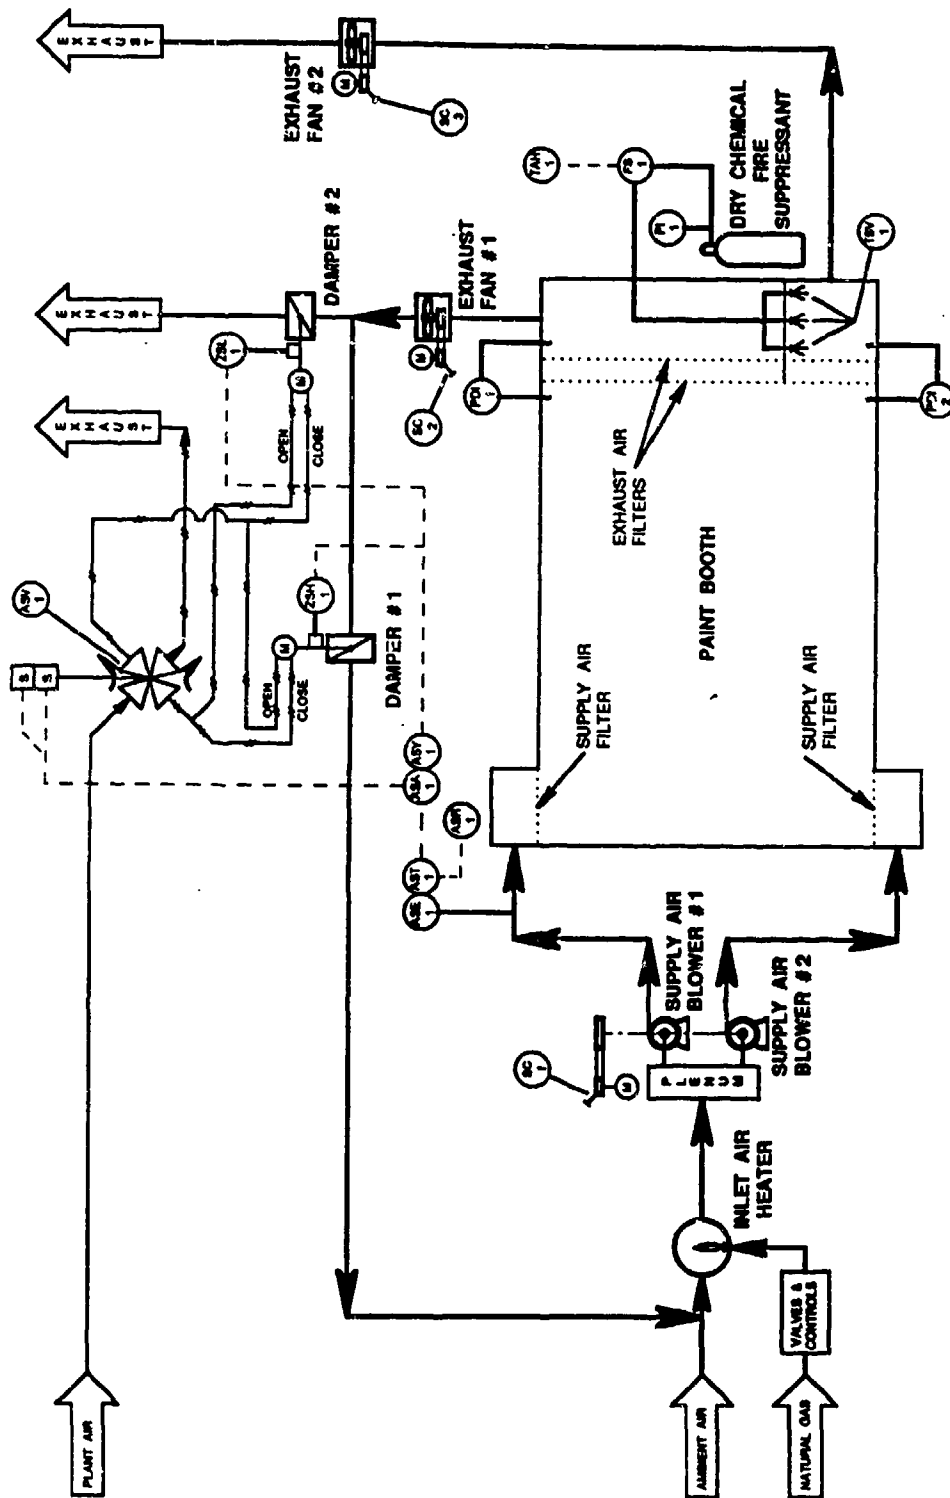 EXHAUST
EXHAUST
EXHAUST
EXHAUST
FAN #2
M
SC
3
DAMPER #2
ZSL
1
M
OPEN
CLOSE
EXHAUST
FAN #1
M
SC
2
TAH
1
FS
1
PI
1
DRY CHEMICAL
FIRE
SUPPRESSANT
TSV
1
PDI
1
PDI
2
EXHAUST AIR
FILTERS
PAINT BOOTH
ASV
1
S
S
ZSH
1
M
OPEN
CLOSE
DAMPER #1
ASY
1
ASA
1
AST
1
ASE
1
SUPPLY AIR
FILTER
SUPPLY AIR
FILTER
SUPPLY AIR
BLOWER #1
SUPPLY AIR
BLOWER #2
SC
1
M
PLENUM
INLET AIR
HEATER
VALVES &
CONTROLS
PLANT AIR
AMBIENT AIR
NATURAL GAS